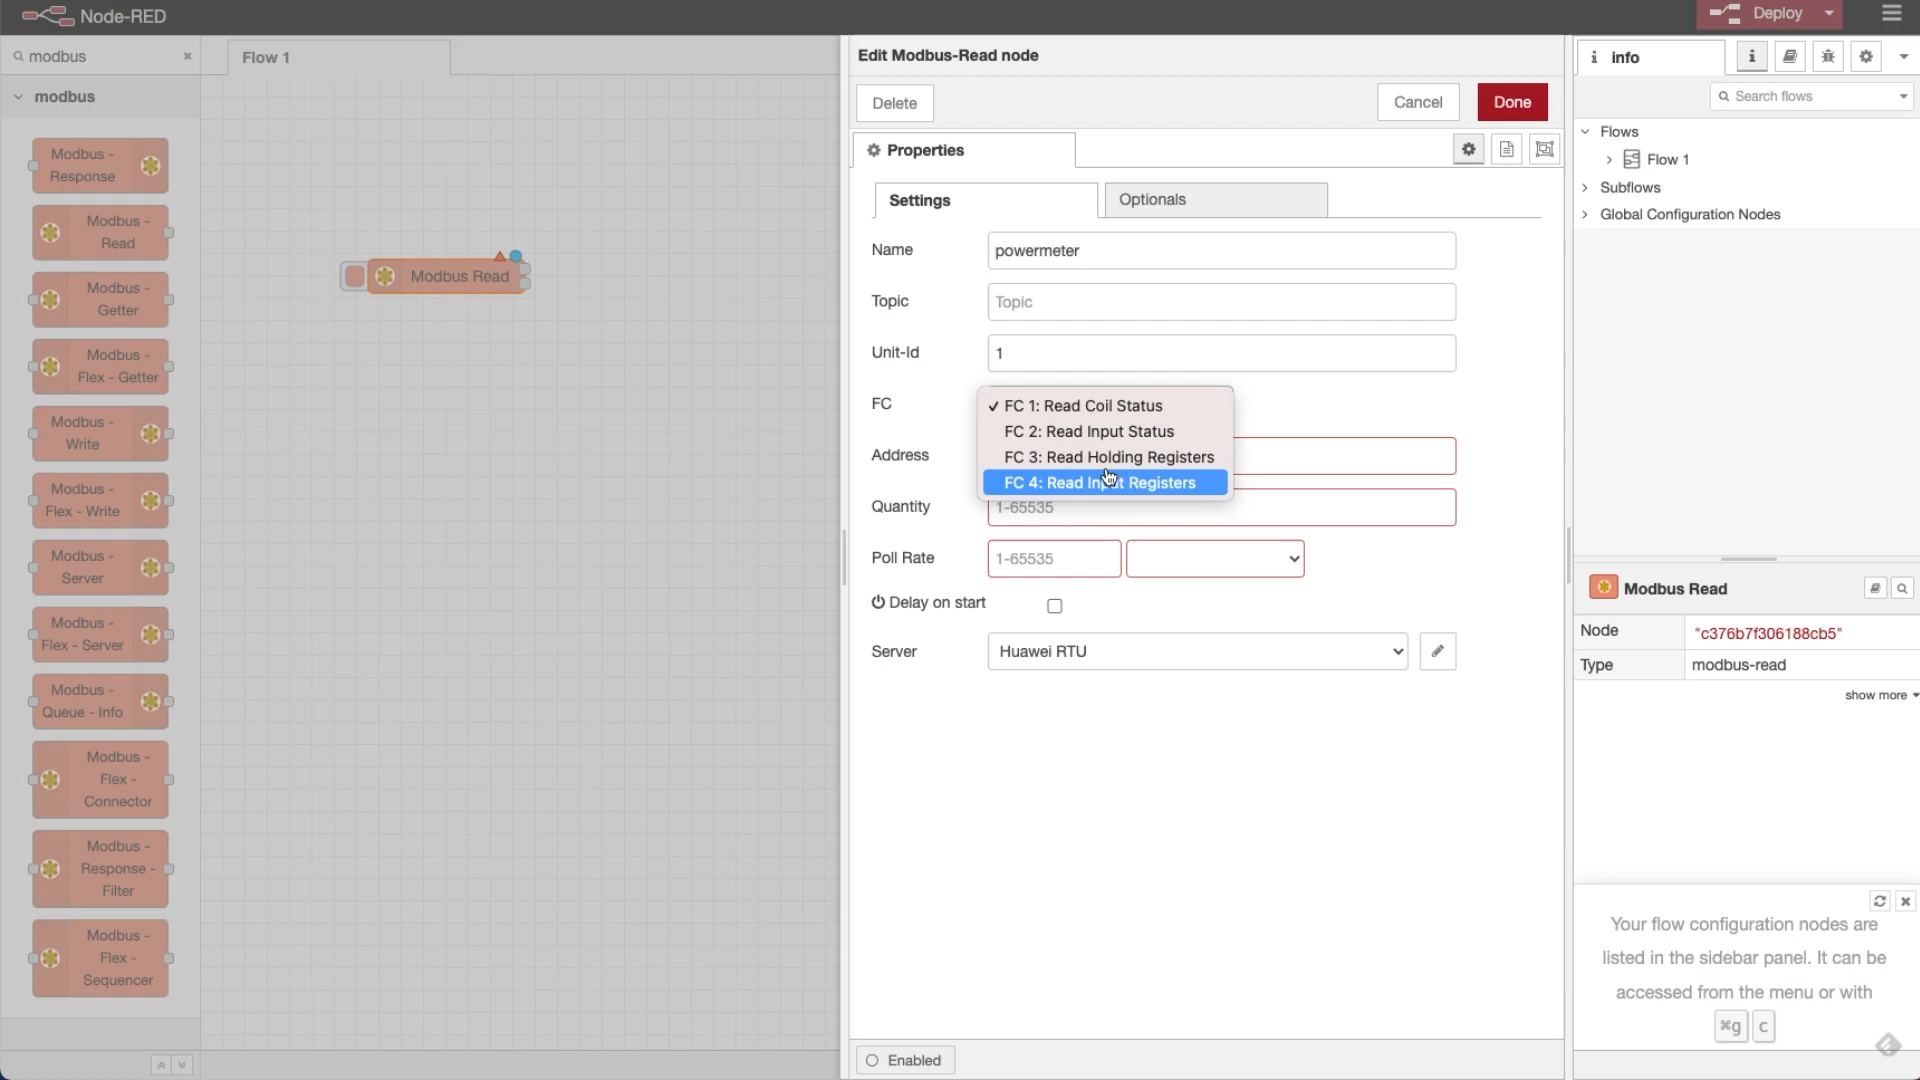 Node-RED
Deploy
modbus
Flow 1
modbus
Modbus -
Response
Modbus -
Read
Modbus -
Getter
Modbus -
Flex - Getter
Modbus -
Write
Modbus -
Flex - Write
Modbus -
Server
Modbus -
Flex - Server
Modbus -
Queue - Info
Modbus -
Flex -
Connector
Modbus -
Response -
Filter
Modbus -
Flex -
Sequencer
Modbus Read
Edit Modbus-Read node
Delete
Cancel
Done
Properties
Settings
Optionals
Name
powermeter
Topic
Topic
Unit-Id
1
FC
✓ FC 1: Read Coil Status
FC 2: Read Input Status
FC 3: Read Holding Registers
FC 4: Read Input Registers
Address
Quantity
1-65535
Poll Rate
1-65535
Delay on start
Server
Huawei RTU
Enabled
i info
i
Search flows
Flows
Flow 1
Subflows
Global Configuration Nodes
Modbus Read
Node
"c376b7f306188cb5"
Type
modbus-read
show more
Your flow configuration nodes are
listed in the sidebar panel. It can be
accessed from the menu or with
⌘g c